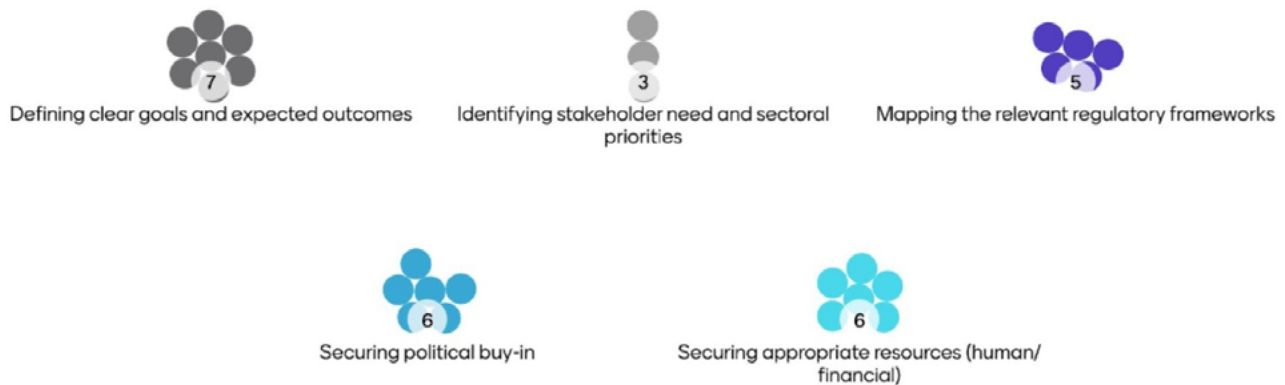 7
Defining clear goals and expected outcomes
3
Identifying stakeholder need and sectoral
priorities
5
Mapping the relevant regulatory frameworks
6
Securing political buy-in
6
Securing appropriate resources (human/
financial)